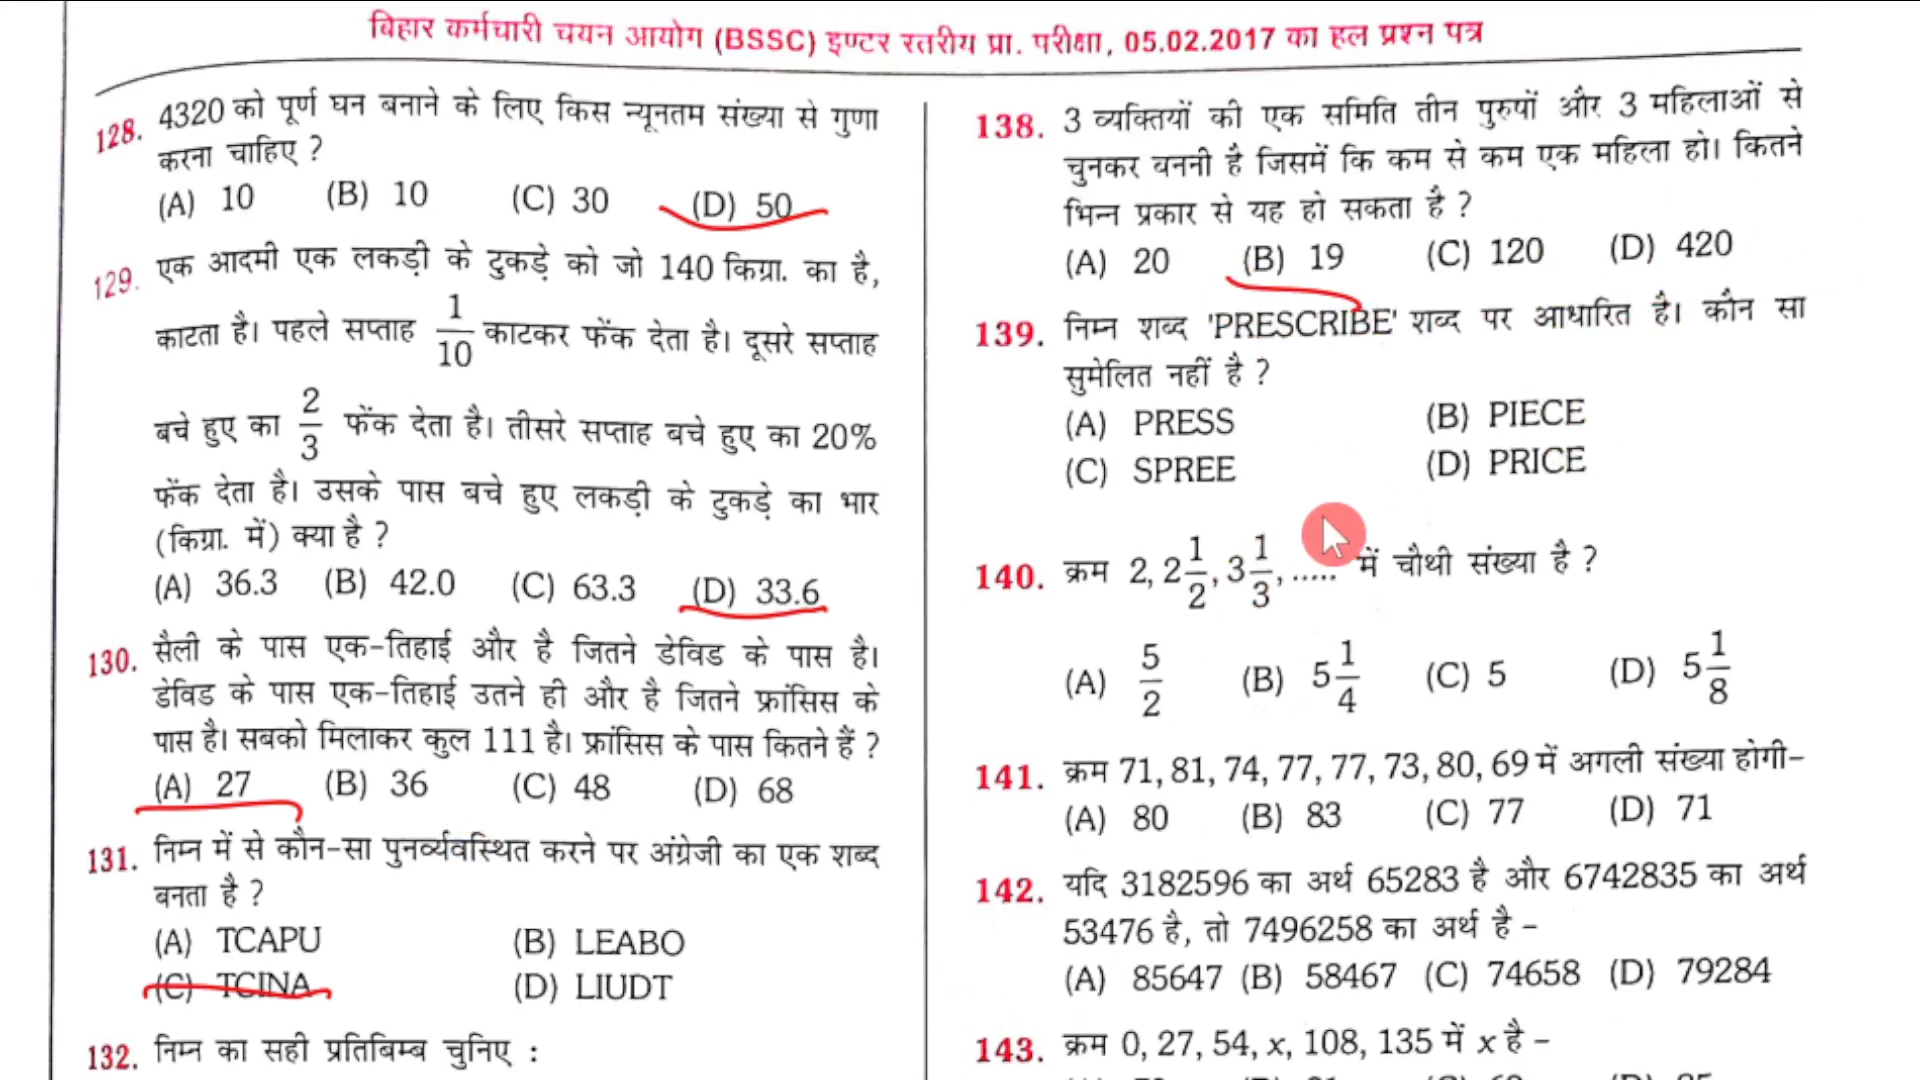 बिहार कर्मचारी चयन आयोग (BSSC) इण्टर स्तरीय प्रा. परीक्षा, 05.02.2017 का हल प्रश्न पत्र
128. 4320 को पूर्ण घन बनाने के लिए किस न्यूनतम संख्या से गुणा
करना चाहिए ?
(A) 10 (B) 10 (C) 30 (D) 50
129. एक आदमी एक लकड़ी के टुकड़े को जो 140 किग्रा. का है,
काटता है। पहले सप्ताह 1/10 काटकर फेंक देता है। दूसरे सप्ताह
बचे हुए का 2/3 फेंक देता है। तीसरे सप्ताह बचे हुए का 20%
फेंक देता है। उसके पास बचे हुए लकड़ी के टुकड़े का भार
(किग्रा. में) क्या है ?
(A) 36.3 (B) 42.0 (C) 63.3 (D) 33.6
130. सैली के पास एक-तिहाई और है जितने डेविड के पास है।
डेविड के पास एक-तिहाई उतने ही और है जितने फ्रांसिस के
पास है। सबको मिलाकर कुल 111 है। फ्रांसिस के पास कितने हैं ?
(A) 27 (B) 36 (C) 48 (D) 68
131. निम्न में से कौन-सा पुनर्व्यवस्थित करने पर अंग्रेजी का एक शब्द
बनता है ?
(A) TCAPU (B) LEABO
(C) TCINA (D) LIUDT
132. निम्न का सही प्रतिबिम्ब चुनिए :
138. 3 व्यक्तियों की एक समिति तीन पुरुषों और 3 महिलाओं से
चुनकर बननी है जिसमें कि कम से कम एक महिला हो। कितने
भिन्न प्रकार से यह हो सकता है ?
(A) 20 (B) 19 (C) 120 (D) 420
139. निम्न शब्द 'PRESCRIBE' शब्द पर आधारित है। कौन सा
सुमेलित नहीं है ?
(A) PRESS (B) PIECE
(C) SPREE (D) PRICE
140. क्रम 2, 2 1/2, 3 1/3, ..... में चौथी संख्या है ?
(A) 5/2 (B) 5 1/4 (C) 5 (D) 5 1/8
141. क्रम 71, 81, 74, 77, 77, 73, 80, 69 में अगली संख्या होगी–
(A) 80 (B) 83 (C) 77 (D) 71
142. यदि 3182596 का अर्थ 65283 है और 6742835 का अर्थ
53476 है, तो 7496258 का अर्थ है –
(A) 85647 (B) 58467 (C) 74658 (D) 79284
143. क्रम 0, 27, 54, x, 108, 135 में x है –